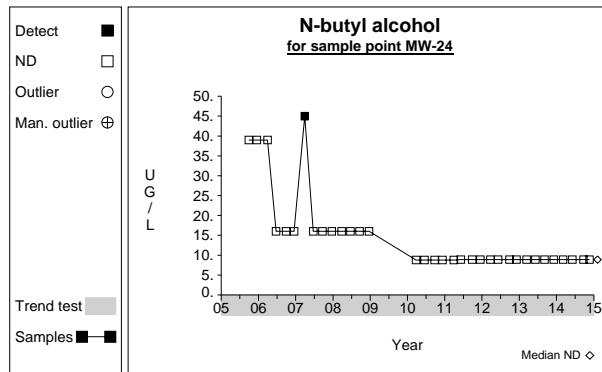 Detect
ND
Outlier
Man. outlier
Trend test
Samples
N-butyl alcohol
for sample point MW-24
50.
45.
40.
35.
30.
25.
20.
15.
10.
5.
0.
U
G
/
L
05 06 07 08 09 10 11 12 13 14 15
Year
Median ND